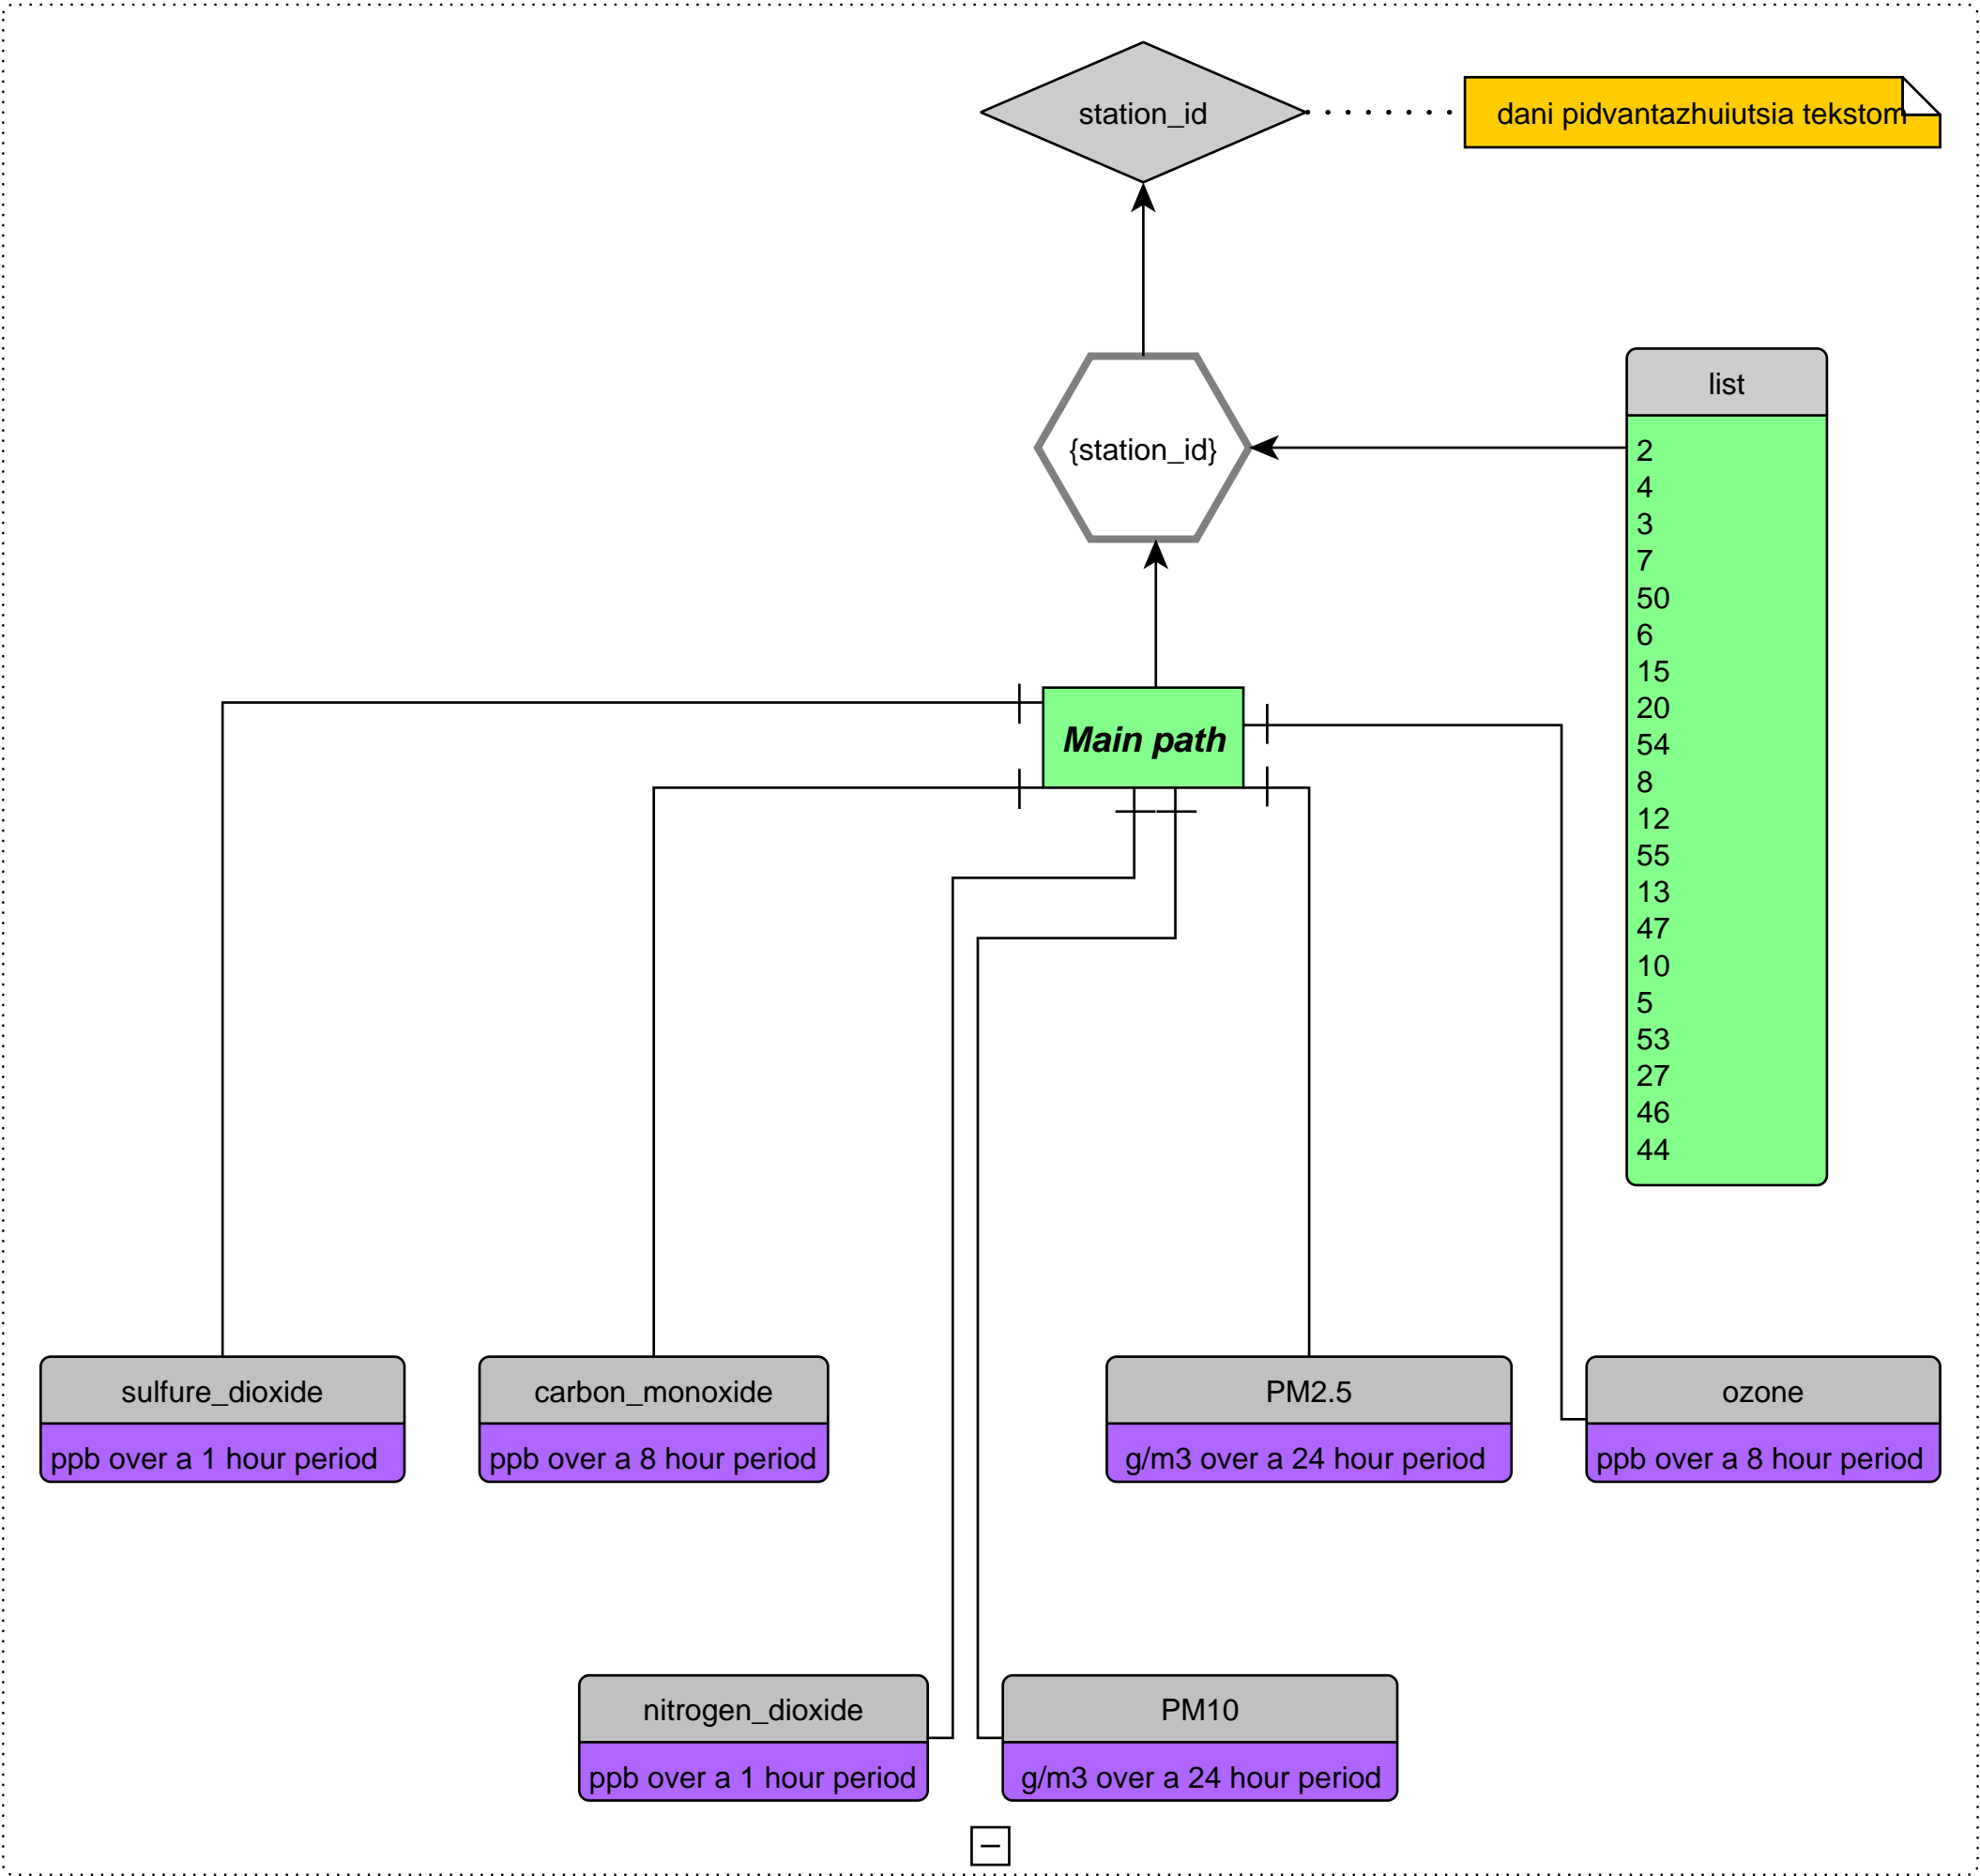 station_id
dani pidvantazhuiutsia tekstom
{station_id}
list
2
4
3
7
50
6
15
20
54
8
12
55
13
47
10
5
53
27
46
44
Main path
sulfure_dioxide
ppb over a 1 hour period
carbon_monoxide
ppb over a 8 hour period
PM2.5
g/m3 over a 24 hour period
ozone
ppb over a 8 hour period
nitrogen_dioxide
ppb over a 1 hour period
PM10
g/m3 over a 24 hour period